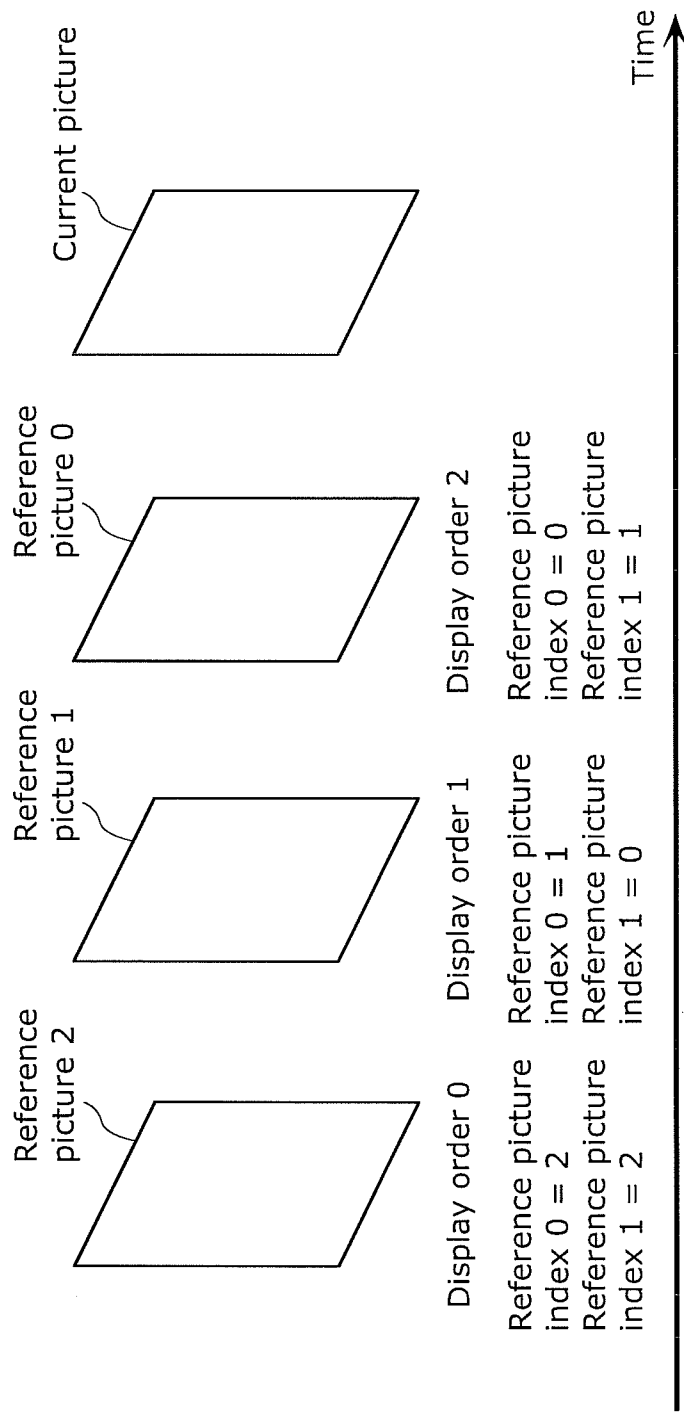 Reference
picture 2
Reference
picture 1
Reference
picture 0
Current picture
Display order 0
Display order 1
Display order 2
Reference picture
index 0 = 2
Reference picture
index 1 = 2
Reference picture
index 0 = 1
Reference picture
index 1 = 0
Reference picture
index 0 = 0
Reference picture
index 1 = 1
Time